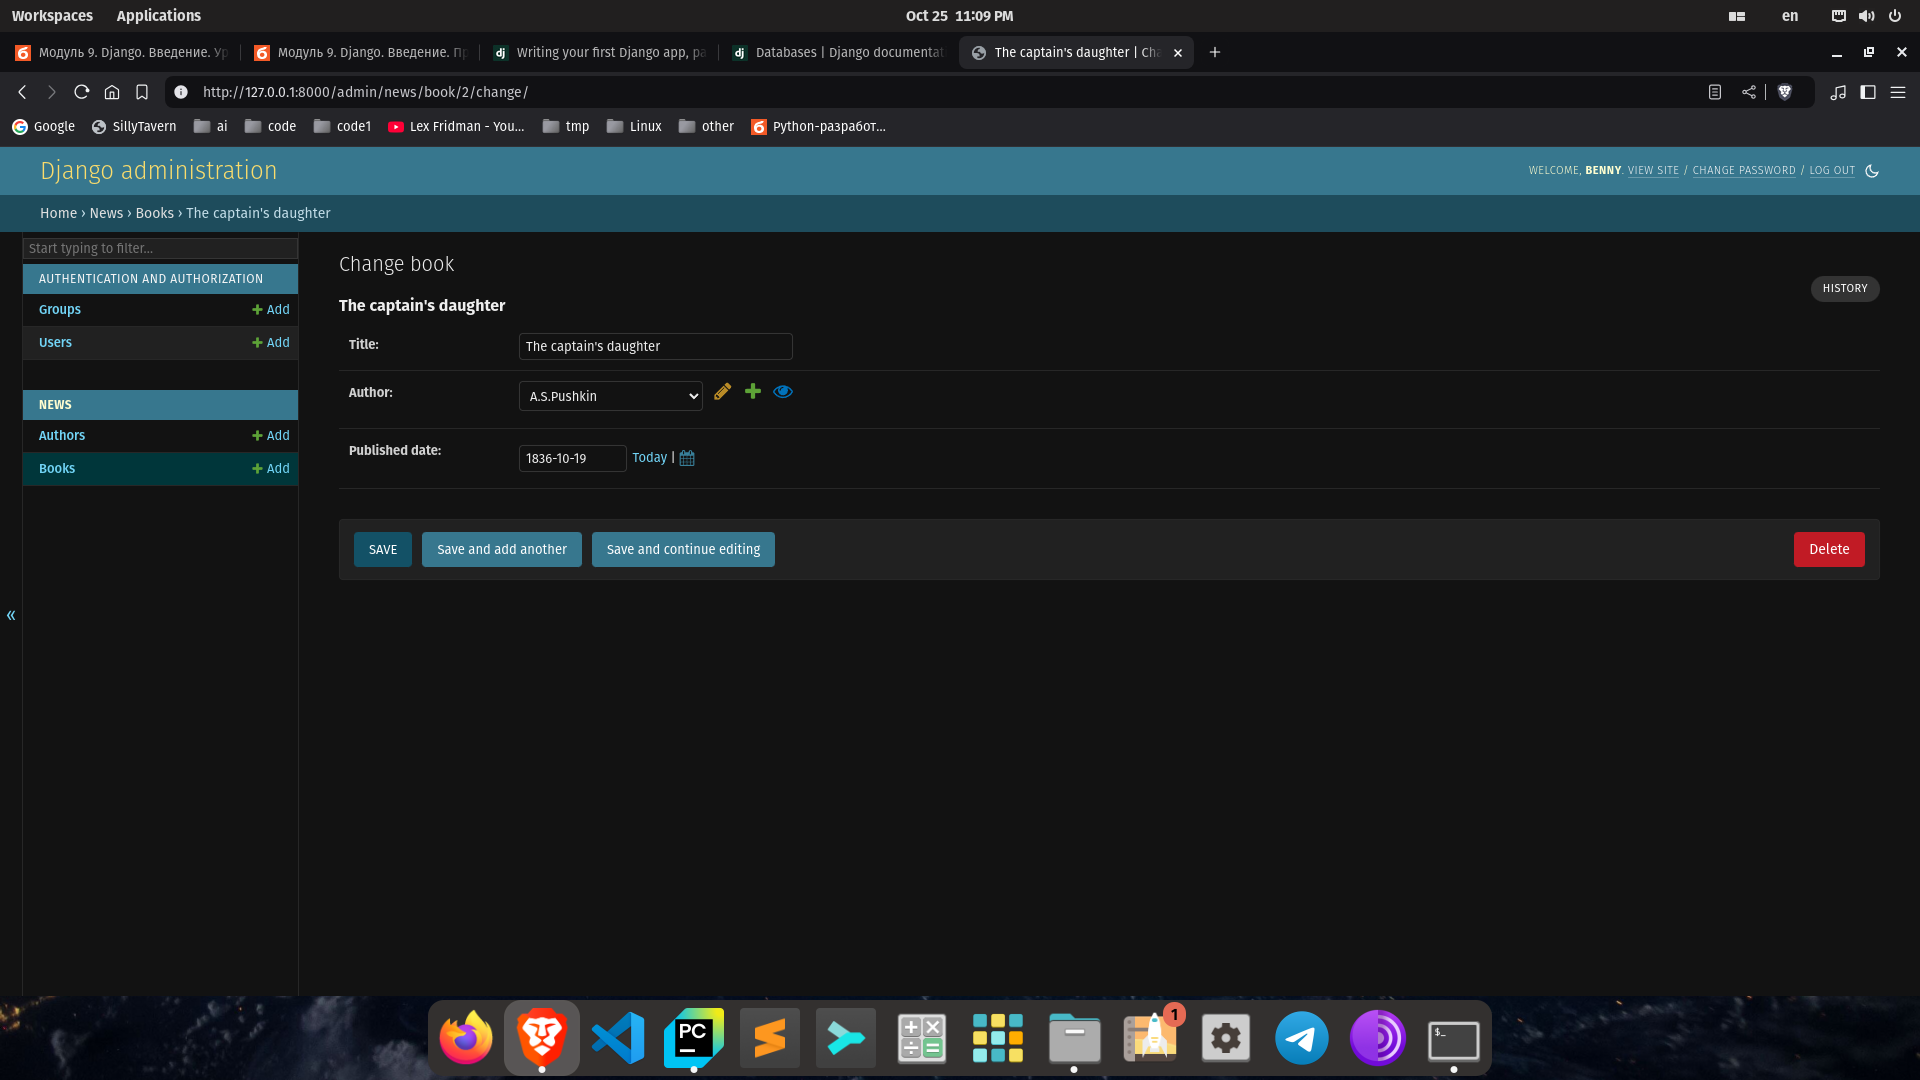 Workspaces Applications Oct 25 11:09 PM en
Модуль 9. Django. Введение. Ур Модуль 9. Django. Введение. Пр Writing your first Django app, pa Databases | Django documentat The captain's daughter | Cha
http://127.0.0.1:8000/admin/news/book/2/change/
Google SillyTavern ai code code1 Lex Fridman - You... tmp Linux other Python-разработ...
Django administration
WELCOME, BENNY. VIEW SITE / CHANGE PASSWORD / LOG OUT
Home › News › Books › The captain's daughter
Start typing to filter...
AUTHENTICATION AND AUTHORIZATION
Groups Add
Users Add
NEWS
Authors Add
Books Add
«
Change book
HISTORY
The captain's daughter
Title: The captain's daughter
Author: A.S.Pushkin
Published date: 1836-10-19 Today |
SAVE Save and add another Save and continue editing Delete
PC
1
$_